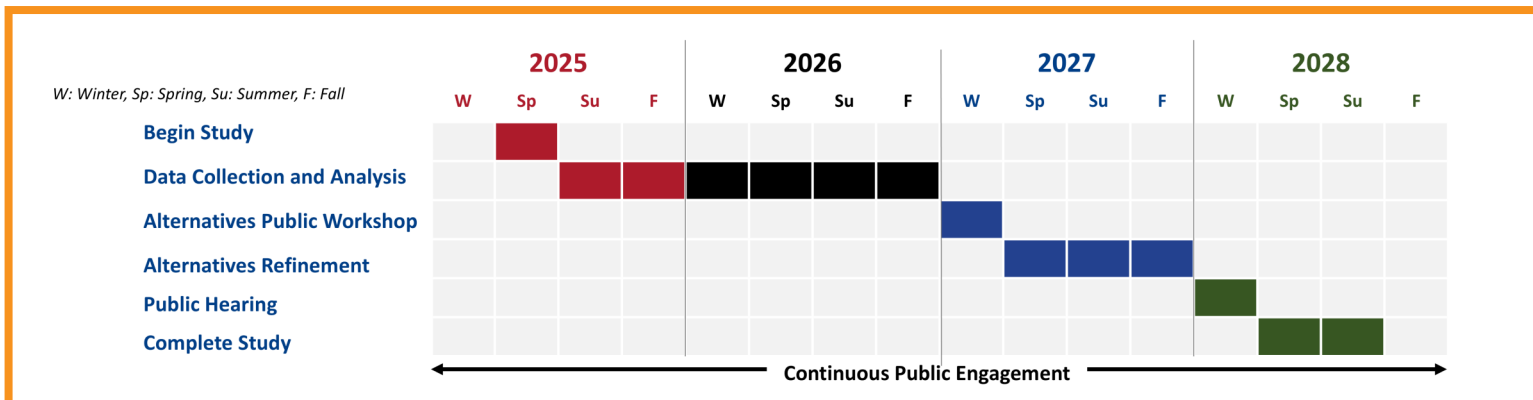 2025 2026 2027 2028
W: Winter, Sp: Spring, Su: Summer, F: Fall
W Sp Su F W Sp Su F W Sp Su F W Sp Su F
Begin Study
Data Collection and Analysis
Alternatives Public Workshop
Alternatives Refinement
Public Hearing
Complete Study
Continuous Public Engagement